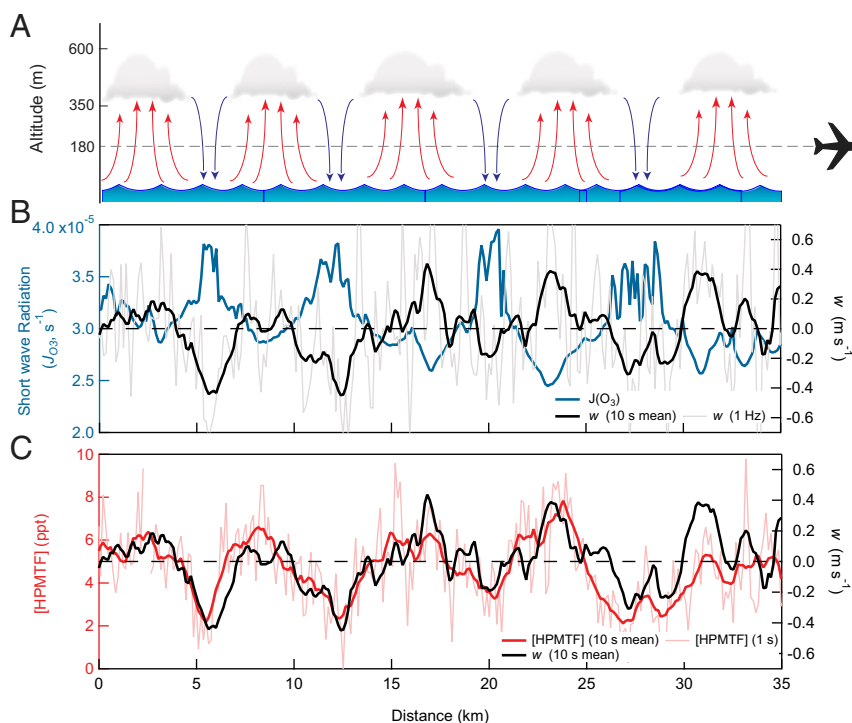 A
600
350
180
Altitude (m)
B
4.0 x10⁻⁵
3.5
3.0
2.5
2.0
Short wave Radiation
(J_O3, s⁻¹)
0.6
0.4
0.2
0.0
-0.2
-0.4
-0.6
w (m s⁻¹)
J(O₃)
w (10 s mean) w (1 Hz)
C
10
8
6
4
2
0
[HPMTF] (ppt)
0.6
0.4
0.2
0.0
-0.2
-0.4
-0.6
w (m s⁻¹)
[HPMTF] (10 s mean) [HPMTF] (1 s)
w (10 s mean)
0 5 10 15 20 25 30 35
Distance (km)